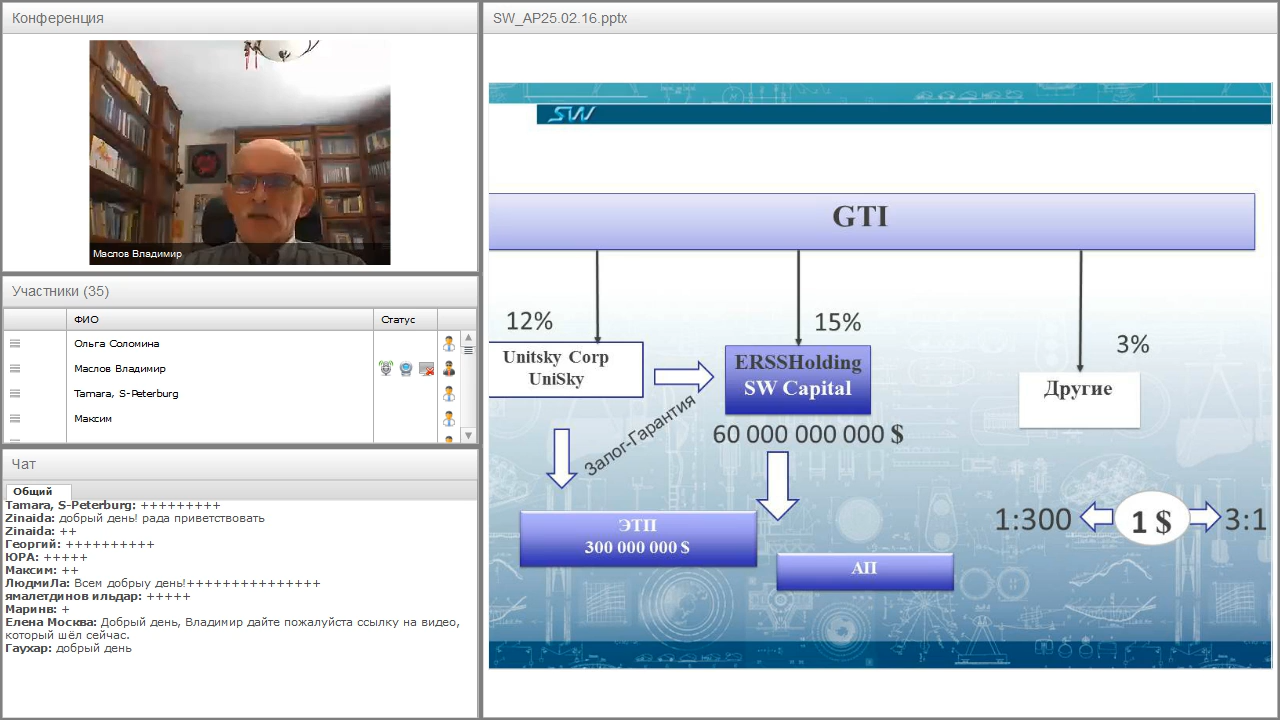 Конференция
Маслов Владимир
Участники (35)
ФИО
Статус
Ольга Соломина
Маслов Владимир
Tamara, S-Peterburg
Максим
Чат
Общий
Tamara, S-Peterburg: +++++++++
Zinaida: добрый день! рада приветствовать
Zinaida: ++
Георгий: ++++++++++
ЮРА: +++++
Максим: ++
ЛюдмиЛа: Всем добрыу день!+++++++++++++++
ямалетдинов ильдар: +++++
Маринв: +
Елена Москва: Добрый день, Владимир дайте пожалуйста ссылку на видео,
который шёл сейчас.
Гаухар: добрый день
SW_AP25.02.16.pptx
SW
GTI
12%
15%
3%
Unitsky Corp
UniSky
ERSSHolding
SW Capital
Другие
Залог-Гарантия
60 000 000 000 $
ЭТП
300 000 000 $
АП
1:300
1 $
3:1